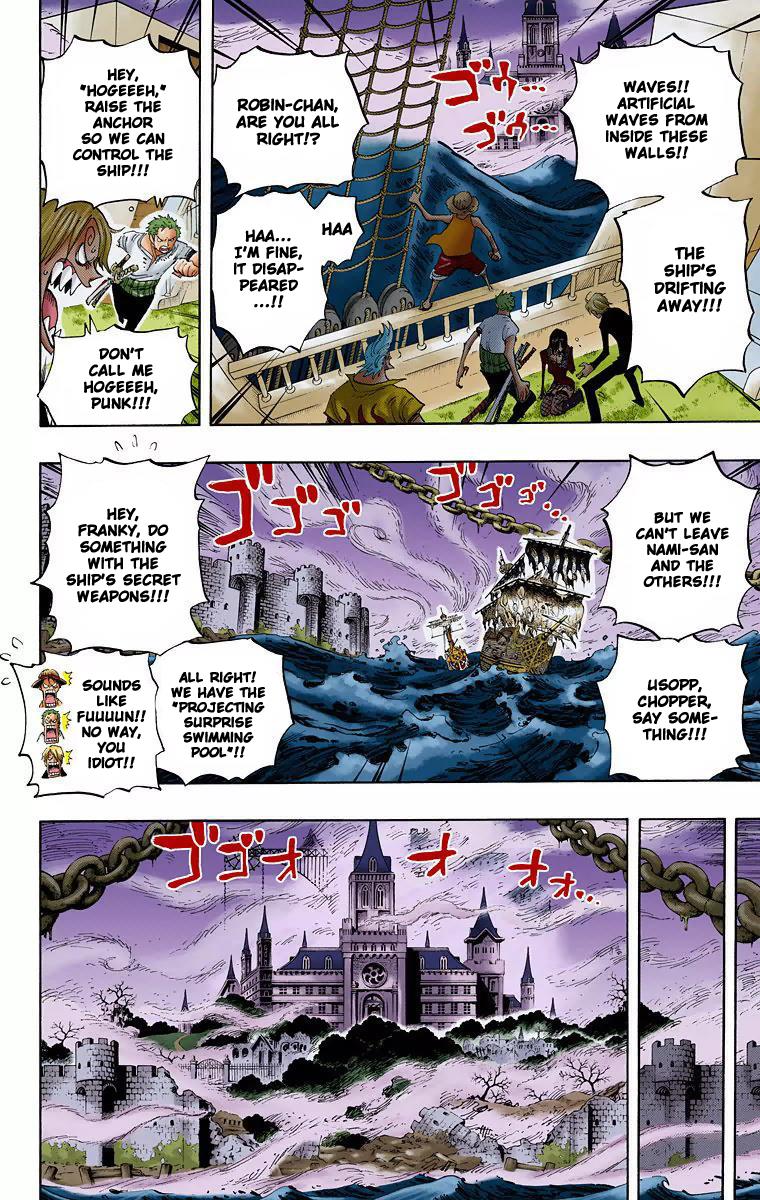 WAVES!!
ARTIFICIAL
WAVES FROM
INSIDE THESE
WALLS!!
THE
SHIP'S
DRIFTING
AWAY!!!
ゴゥ...
ゴゥ...
ROBIN-CHAN,
ARE YOU ALL
RIGHT!?
HAA
HAA...
I'M FINE,
IT DISAP-
PEARED
...!!
HEY,
"HOGEEEH,"
RAISE THE
ANCHOR
SO WE CAN
CONTROL THE
SHIP!!!
DON'T
CALL ME
HOGEEEH,
PUNK!!!
BUT WE
CAN'T LEAVE
NAMI-SAN
AND THE
OTHERS!!!
USOPP,
CHOPPER,
SAY SOME-
THING!!!
ゴゴゴ...
ゴゴゴ
HEY,
FRANKY, DO
SOMETHING
WITH THE
SHIP'S SECRET
WEAPONS!!!
ALL RIGHT!
WE HAVE THE
"PROJECTING
SURPRISE
SWIMMING
POOL"!!
SOUNDS
LIKE
FUUUUN!!
NO WAY,
YOU
IDIOT!!
ゴゴオオオオ...